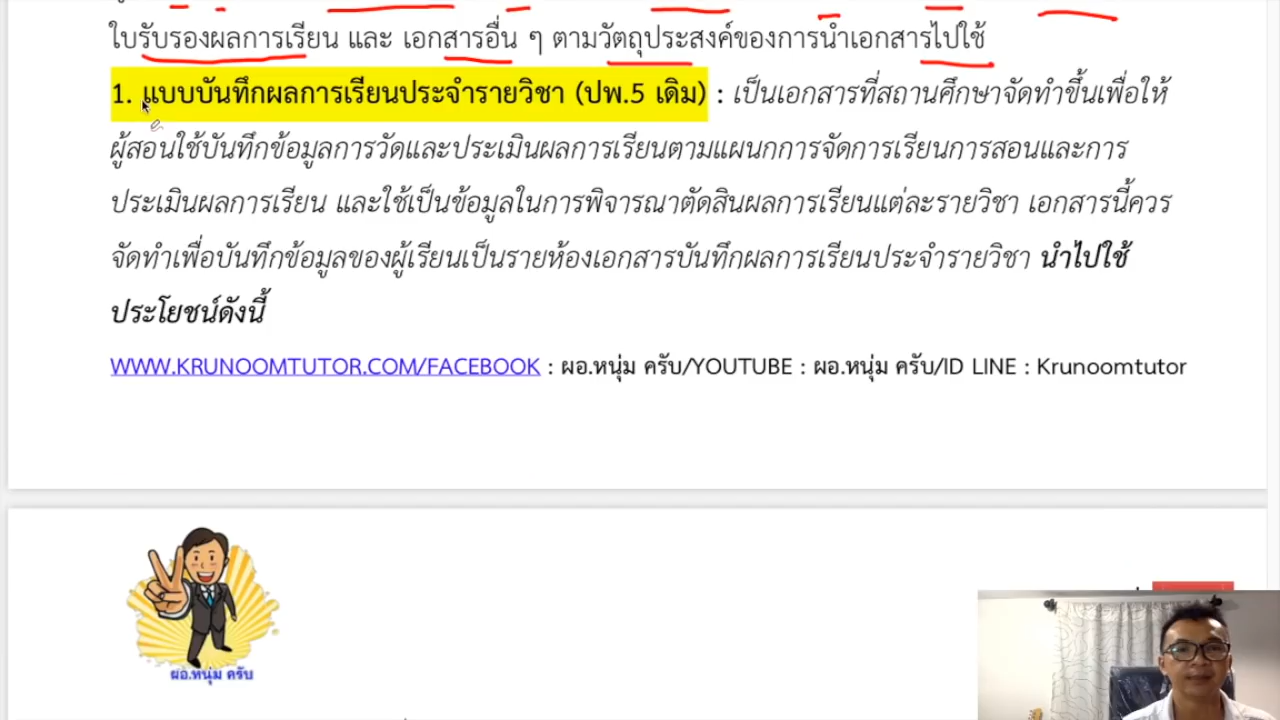 ใบรับรองผลการเรียน และ เอกสารอื่น ๆ ตามวัตถุประสงค์ของการนำเอกสารไปใช้
1. แบบบันทึกผลการเรียนประจำรายวิชา (ปพ.5 เดิม) : เป็นเอกสารที่สถานศึกษาจัดทำขึ้นเพื่อให้
ผู้สอนใช้บันทึกข้อมูลการวัดและประเมินผลการเรียนตามแผนกการจัดการเรียนการสอนและการ
ประเมินผลการเรียน และใช้เป็นข้อมูลในการพิจารณาตัดสินผลการเรียนแต่ละรายวิชา เอกสารนี้ควร
จัดทำเพื่อบันทึกข้อมูลของผู้เรียนเป็นรายห้องเอกสารบันทึกผลการเรียนประจำรายวิชา นำไปใช้
ประโยชน์ดังนี้
WWW.KRUNOOMTUTOR.COM/FACEBOOK : ผอ.หนุ่ม ครับ/YOUTUBE : ผอ.หนุ่ม ครับ/ID LINE : Krunoomtutor
ผอ.หนุ่ม ครับ